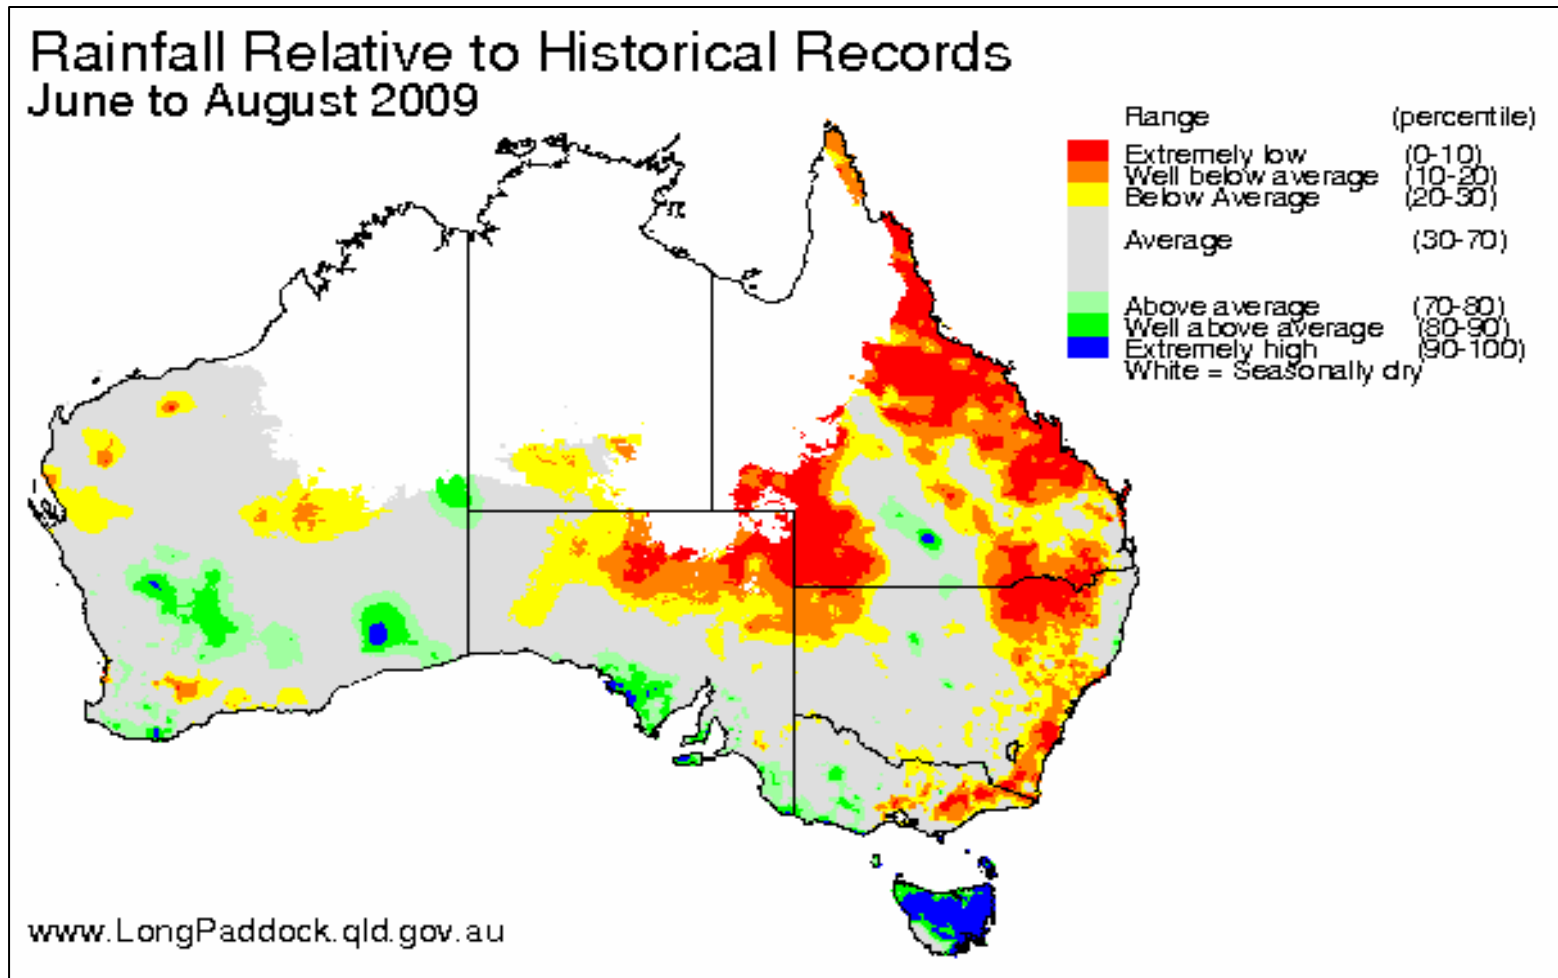 Rainfall Relative to Historical Records
June to August 2009
Range (percentile)
Extremely low (0-10)
Well below average (10-20)
Below Average (20-30)
Average (30-70)
Above average (70-80)
Well above average (80-90)
Extremely high (90-100)
White = Seasonally dry
www.LongPaddock.qld.gov.au